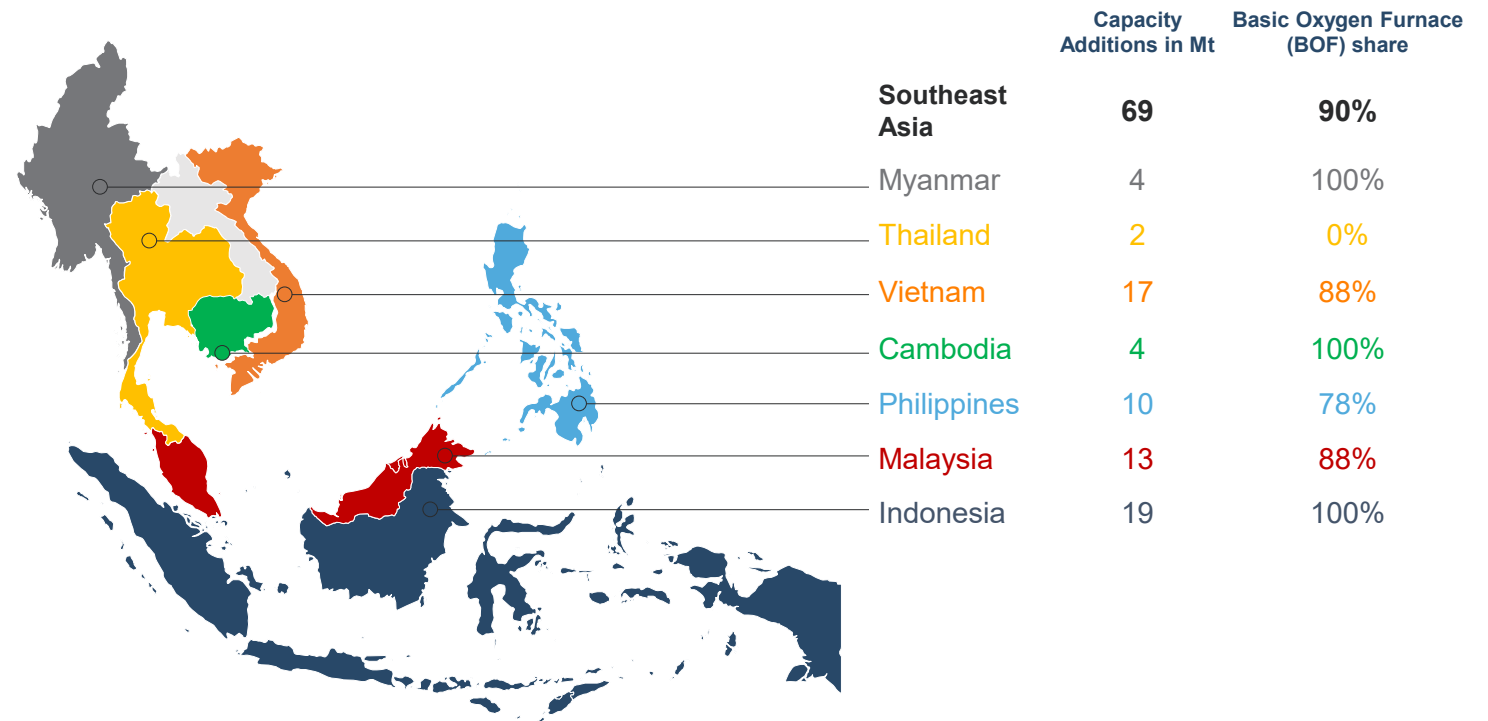 Capacity Additions in Mt Basic Oxygen Furnace (BOF) share
Southeast Asia 69 90%
Myanmar 4 100%
Thailand 2 0%
Vietnam 17 88%
Cambodia 4 100%
Philippines 10 78%
Malaysia 13 88%
Indonesia 19 100%